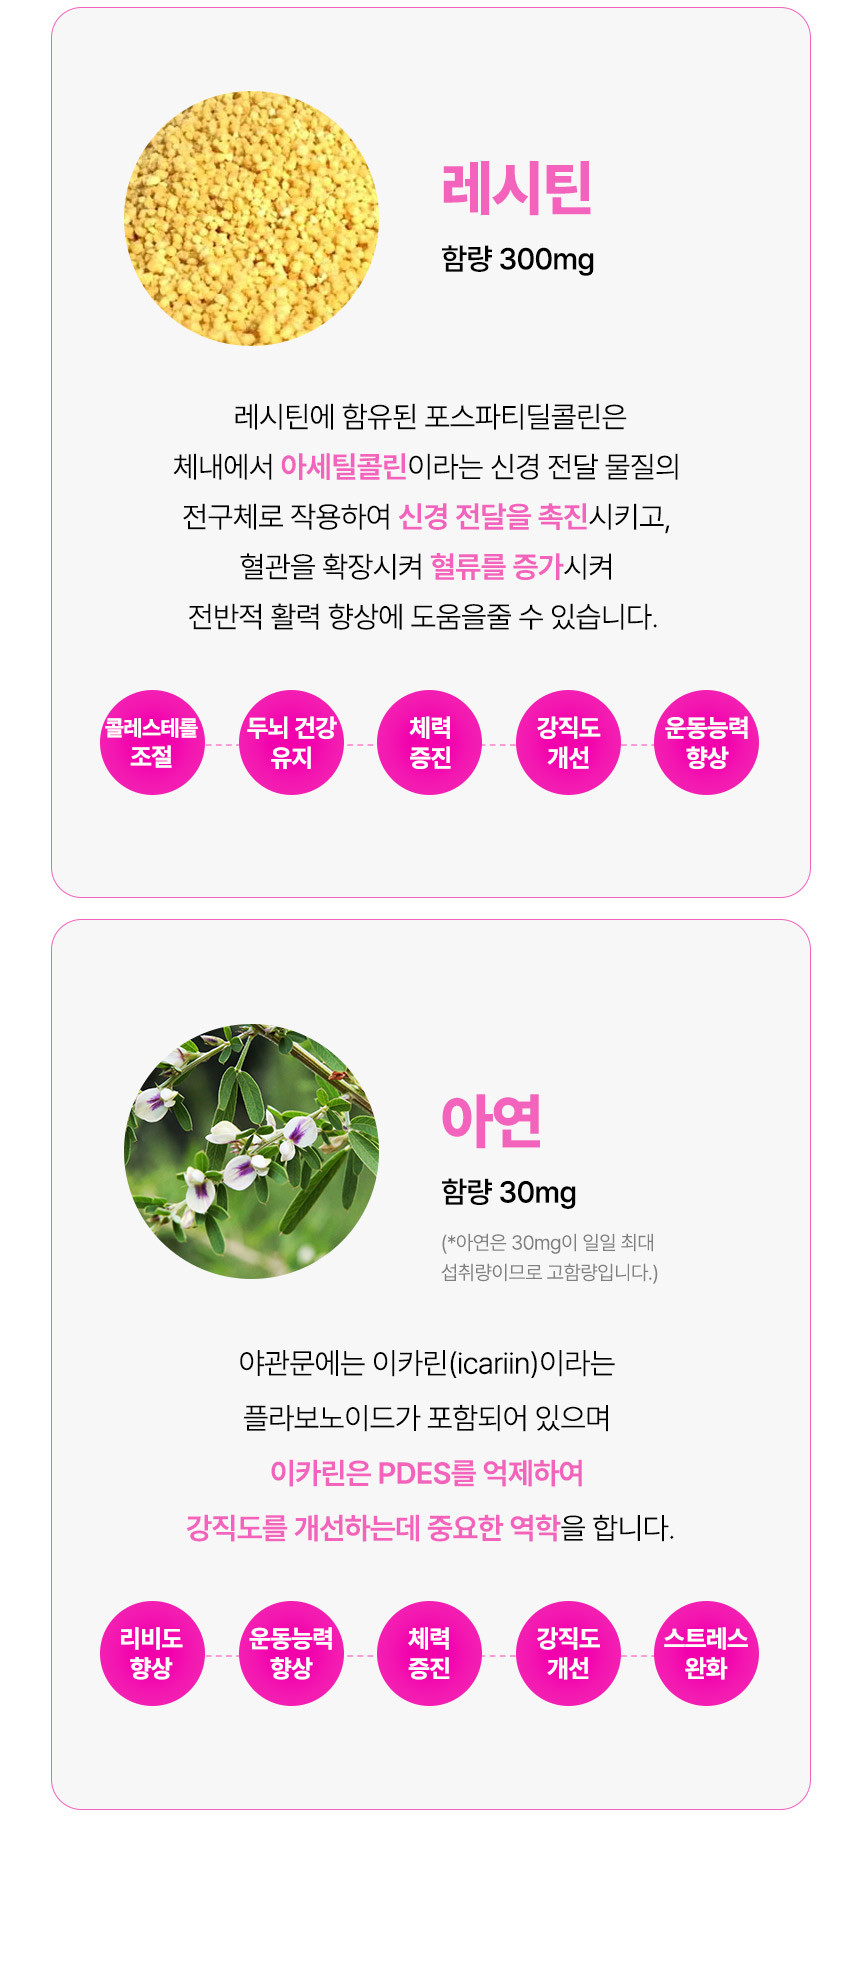 레시틴
함량 300mg
레시틴에 함유된 포스파티딜콜린은
체내에서 아세틸콜린이라는 신경 전달 물질의
전구체로 작용하여 신경 전달을 촉진시키고,
혈관을 확장시켜 혈류를 증가시켜
전반적 활력 향상에 도움을줄 수 있습니다.
콜레스테롤
조절
두뇌 건강
유지
체력
증진
강직도
개선
운동능력
향상
아연
함량 30mg
(*아연은 30mg이 일일 최대
섭취량이므로 고함량입니다.)
야관문에는 이카린(icariin)이라는
플라보노이드가 포함되어 있으며
이카린은 PDES를 억제하여
강직도를 개선하는데 중요한 역학을 합니다.
리비도
향상
운동능력
향상
체력
증진
강직도
개선
스트레스
완화